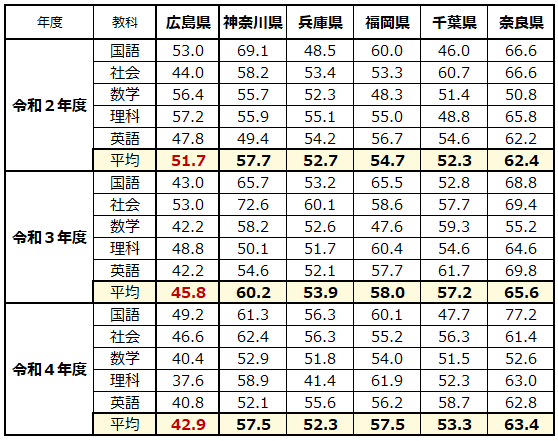 年度 教科 広島県 神奈川県 兵庫県 福岡県 千葉県 奈良県
令和２年度
国語 53.0 69.1 48.5 60.0 46.0 66.6
社会 44.0 58.2 53.4 53.3 60.7 66.6
数学 56.4 55.7 52.3 48.3 51.4 50.8
理科 57.2 55.9 55.1 55.0 48.8 65.8
英語 47.8 49.4 54.2 56.7 54.6 62.2
平均 51.7 57.7 52.7 54.7 52.3 62.4
令和３年度
国語 43.0 65.7 53.2 65.5 52.8 68.8
社会 53.0 72.6 60.1 58.6 57.7 69.4
数学 42.2 58.2 52.6 47.6 59.3 55.2
理科 48.8 50.1 51.7 60.4 54.6 64.6
英語 42.2 54.6 52.1 57.7 61.7 69.8
平均 45.8 60.2 53.9 58.0 57.2 65.6
令和４年度
国語 49.2 61.3 56.3 60.1 47.7 77.2
社会 46.6 62.4 56.3 55.2 56.3 61.4
数学 40.4 52.9 51.8 54.0 51.5 52.6
理科 37.6 58.9 41.4 61.9 52.3 63.0
英語 40.8 52.1 55.6 56.2 58.7 62.8
平均 42.9 57.5 52.3 57.5 53.3 63.4